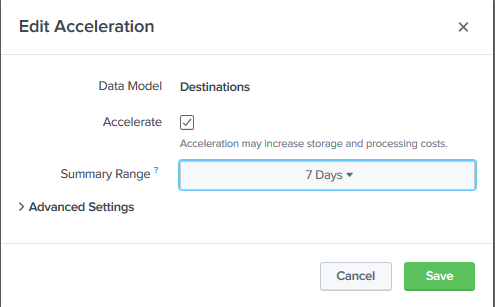 Edit Acceleration
Data Model Destinations
Accelerate
Acceleration may increase storage and processing costs.
Summary Range ? 7 Days
Advanced Settings
Cancel Save